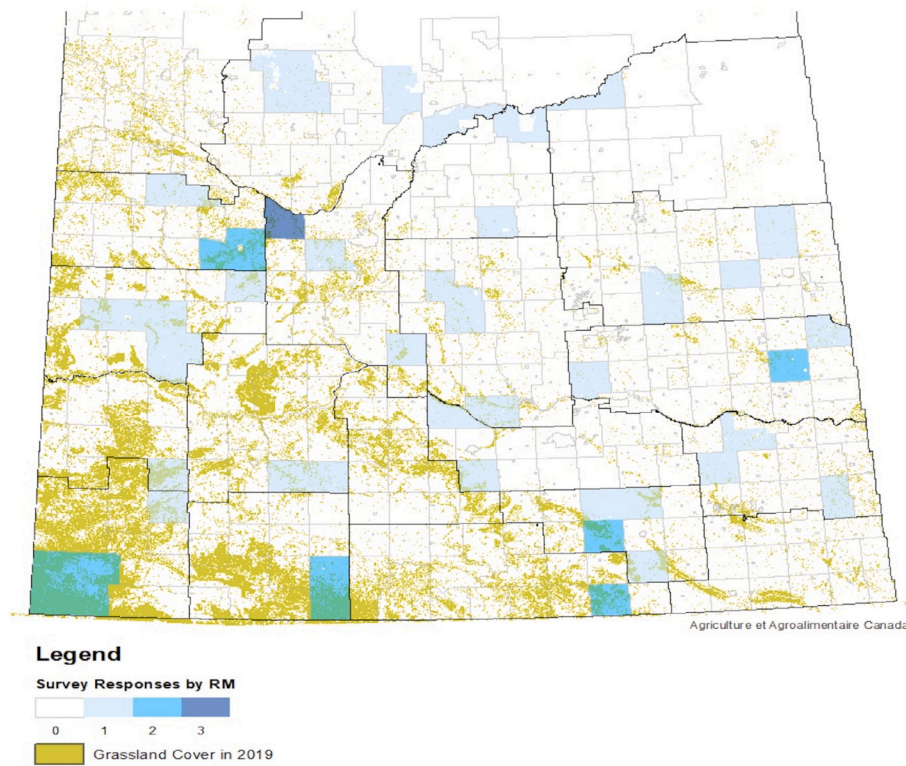 Agriculture et Agroalimentaire Canada
Legend
Survey Responses by RM
0 1 2 3
Grassland Cover in 2019